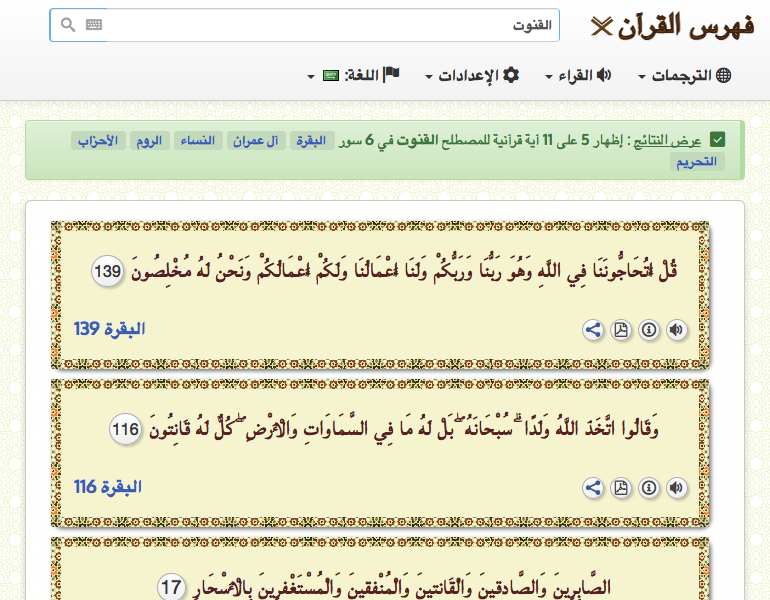 فهرس القرآن
القنوت
الترجمات
القراء
الإعدادات
اللغة:
عرض النتائج : إظهار 5 على 11 آية قرآنية للمصطلح القنوت في 6 سور البقرة آل عمران النساء الروم الأحزاب
التحريم
قُلْ أَتُحَاجُّونَنَا فِي اللَّهِ وَهُوَ رَبُّنَا وَرَبُّكُمْ وَلَنَا أَعْمَالُنَا وَلَكُمْ أَعْمَالُكُمْ وَنَحْنُ لَهُ مُخْلِصُونَ 139
البقرة 139
وَقَالُوا اتَّخَذَ اللَّهُ وَلَدًا ۗ سُبْحَانَهُ ۖ بَلْ لَهُ مَا فِي السَّمَاوَاتِ وَالْأَرْضِ ۖ كُلٌّ لَهُ قَانِتُونَ 116
البقرة 116
الصَّابِرِينَ وَالصَّادِقِينَ وَالْقَانِتِينَ وَالْمُنْفِقِينَ وَالْمُسْتَغْفِرِينَ بِالْأَسْحَارِ 17